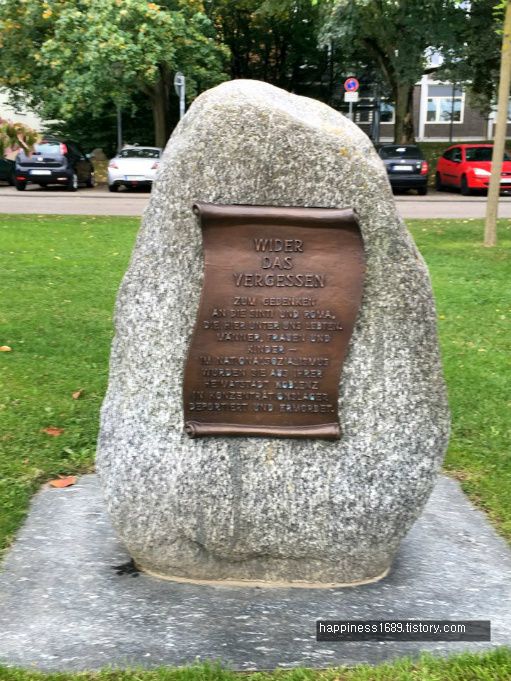 WIDER
DAS
VERGESSEN
ZUM GEDENKEN
AN DIE SINTI UND ROMA,
DIE HIER UNTER UNS LEBTEN.
MÄNNER, FRAUEN UND
KINDER –
IM NATIONALSOZIALISMUS
WURDEN SIE AUS IHRER
HEIMATSTADT KOBLENZ
IN KONZENTRATIONSLAGER
DEPORTIERT UND ERMORDET.
happiness1689.tistory.com